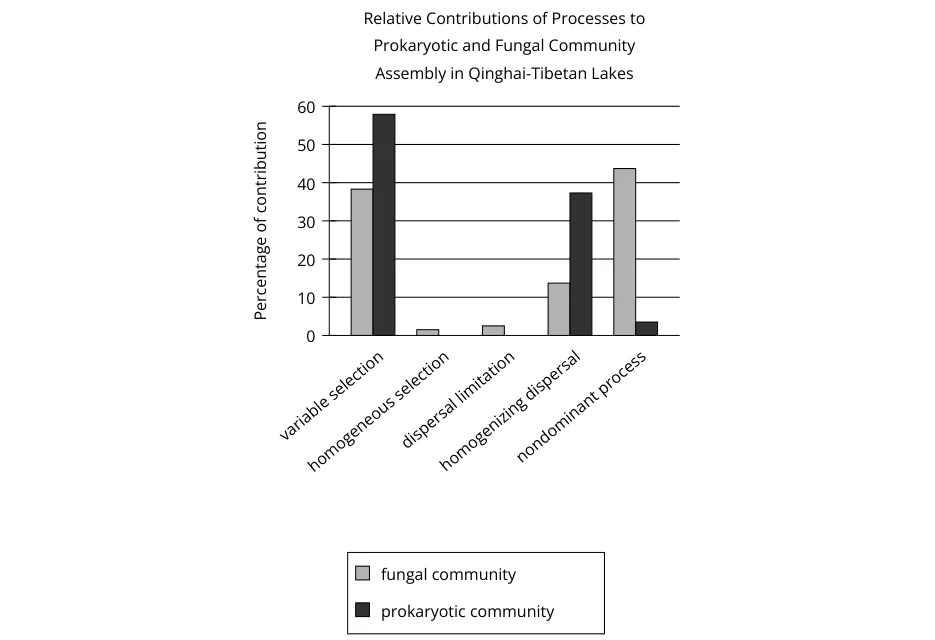 Relative Contributions of Processes to
Prokaryotic and Fungal Community
Assembly in Qinghai-Tibetan Lakes
Percentage of contribution
60
50
40
30
20
10
0
variable selection
homogeneous selection
dispersal limitation
homogenizing dispersal
nondominant process
fungal community
prokaryotic community